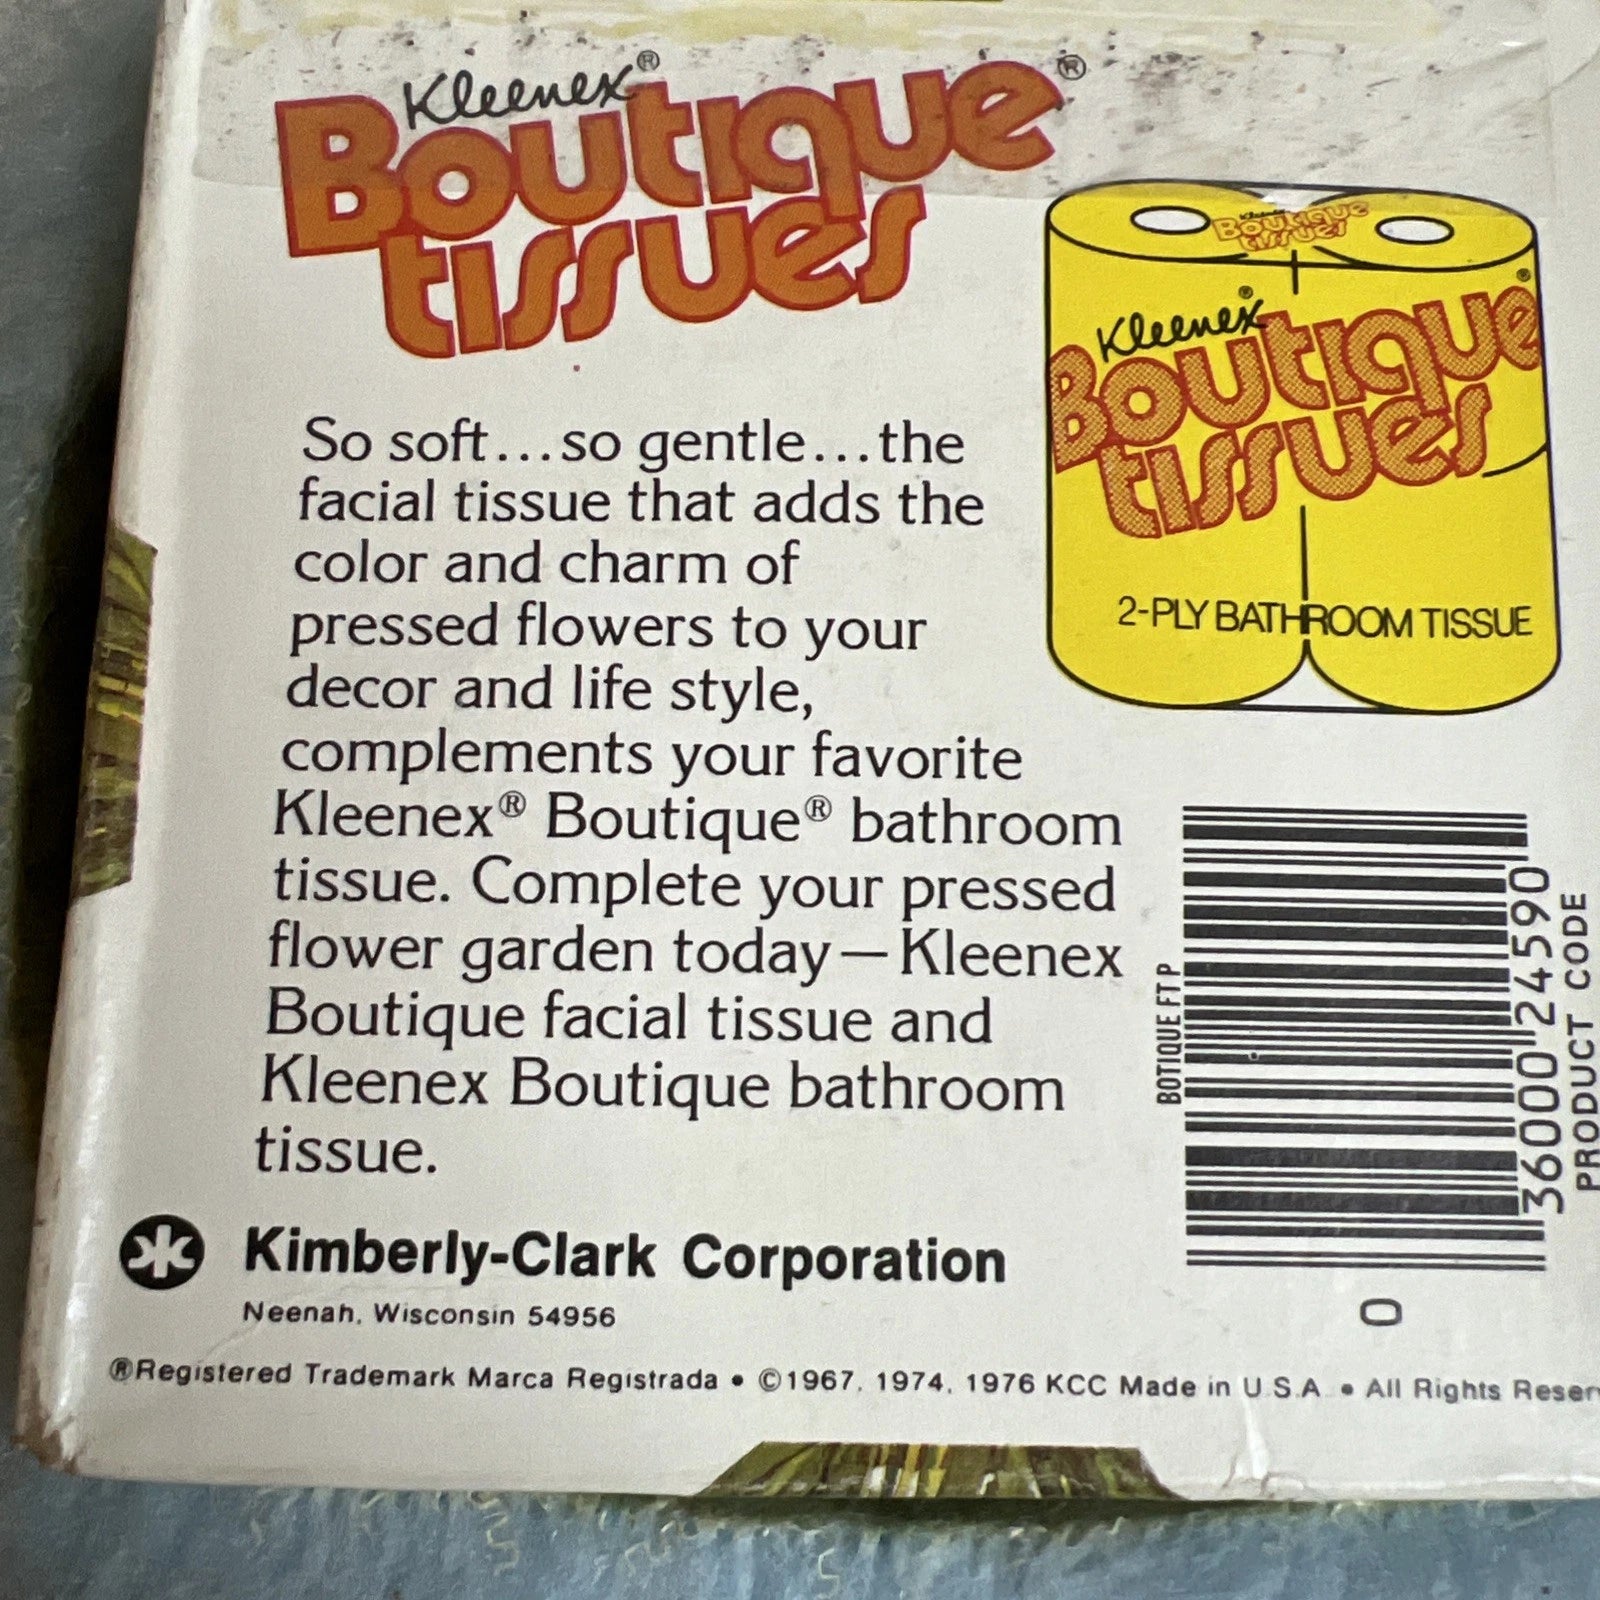 Kleenex®
Boutique®
tissues
Kleenex
Boutique
tissues
Kleenex®
Boutique®
tissues
2-PLY BATHROOM TISSUE
So soft...so gentle...the
facial tissue that adds the
color and charm of
pressed flowers to your
decor and life style,
complements your favorite
Kleenex® Boutique® bathroom
tissue. Complete your pressed
flower garden today—Kleenex
Boutique facial tissue and
Kleenex Boutique bathroom
tissue.
BOTIQUE FT P
36000 24590
PRODUCT CODE
0
Kimberly-Clark Corporation
Neenah, Wisconsin 54956
®Registered Trademark Marca Registrada • ©1967, 1974, 1976 KCC Made in U.S.A. • All Rights Reser